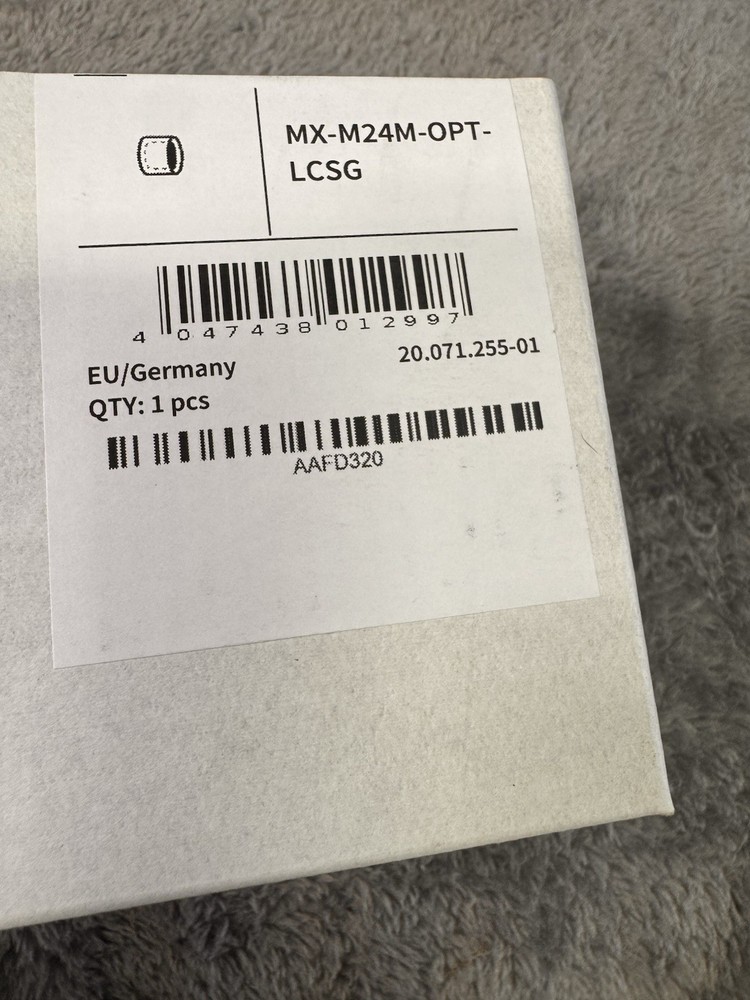 MX-M24M-OPT-
LCSG
4 047438 012997
EU/Germany
20.071.255-01
QTY: 1 pcs
AAFD320